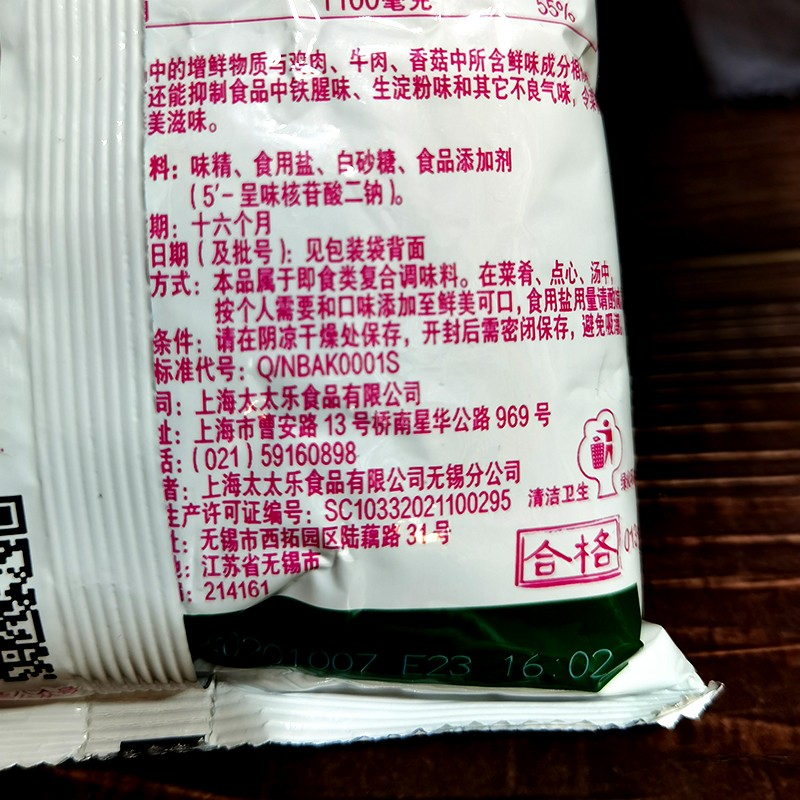 1100毫克 55%
中的增鲜物质与鸡肉、牛肉、香菇中所含鲜味成分相
还能抑制食品中铁腥味、生淀粉味和其它不良气味，令菜
美滋味。
料：味精、食用盐、白砂糖、食品添加剂
（5′-呈味核苷酸二钠）。
期：十六个月
日期（及批号）：见包装袋背面
方式：本品属于即食类复合调味料。在菜肴、点心、汤中，
按个人需要和口味添加至鲜美可口，食用盐用量请酌减
条件：请在阴凉干燥处保存，开封后需密闭保存，避免吸潮
标准代号：Q/NBAK0001S
司：上海太太乐食品有限公司
址：上海市曹安路 13 号桥南星华公路 969 号
话：（021）59160898
者：上海太太乐食品有限公司无锡分公司
生产许可证编号：SC10332021100295
址：无锡市西拓园区陆藕路 31 号
地：江苏省无锡市
214161
清洁卫生
合格
201007 E23 16:02